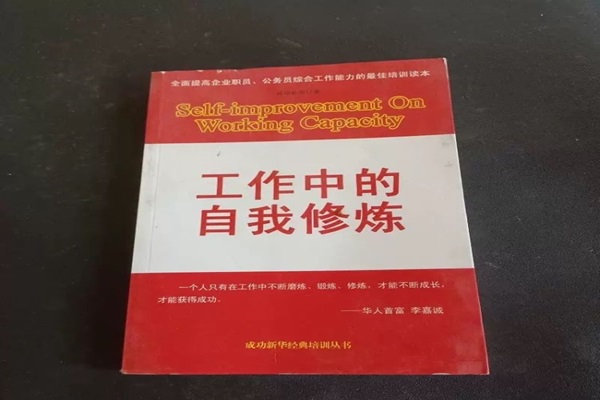 全面提高企业职员、公务员综合工作能力的最佳培训读本
Self-improvement On
Working Capacity
工作中的
自我修炼
一个人只有在工作中不断磨练、锻炼、修炼，才能不断成长，
才能获得成功。
——华人首富 李嘉诚
成功新华经典培训丛书